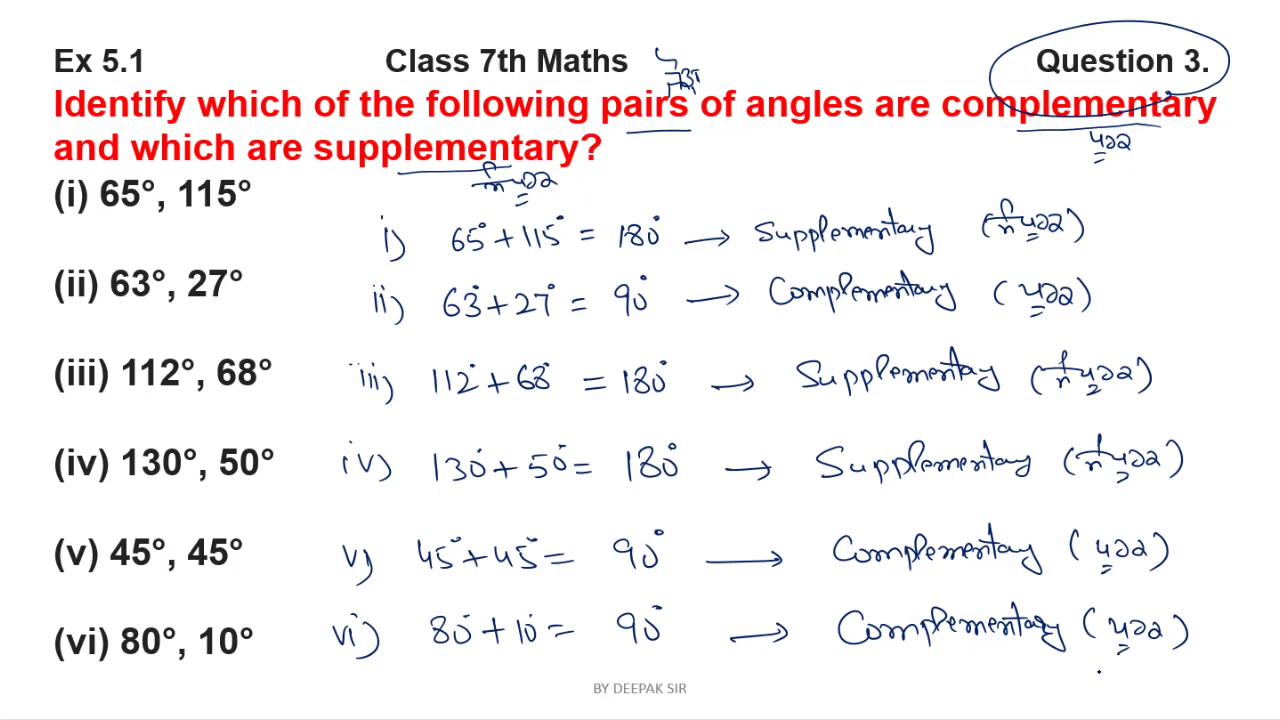 Ex 5.1 Class 7th Maths Question 3.
Identify which of the following pairs of angles are complementary
and which are supplementary?
(i) 65°, 115°
i) 65° + 115° = 180° → Supplementary
(ii) 63°, 27°
ii) 63° + 27° = 90° → Complementary
(iii) 112°, 68°
iii) 112° + 68° = 180° → Supplementary
(iv) 130°, 50°
iv) 130° + 50° = 180° → Supplementary
(v) 45°, 45°
v) 45° + 45° = 90° → Complementary
(vi) 80°, 10°
vi) 80° + 10° = 90° → Complementary
BY DEEPAK SIR